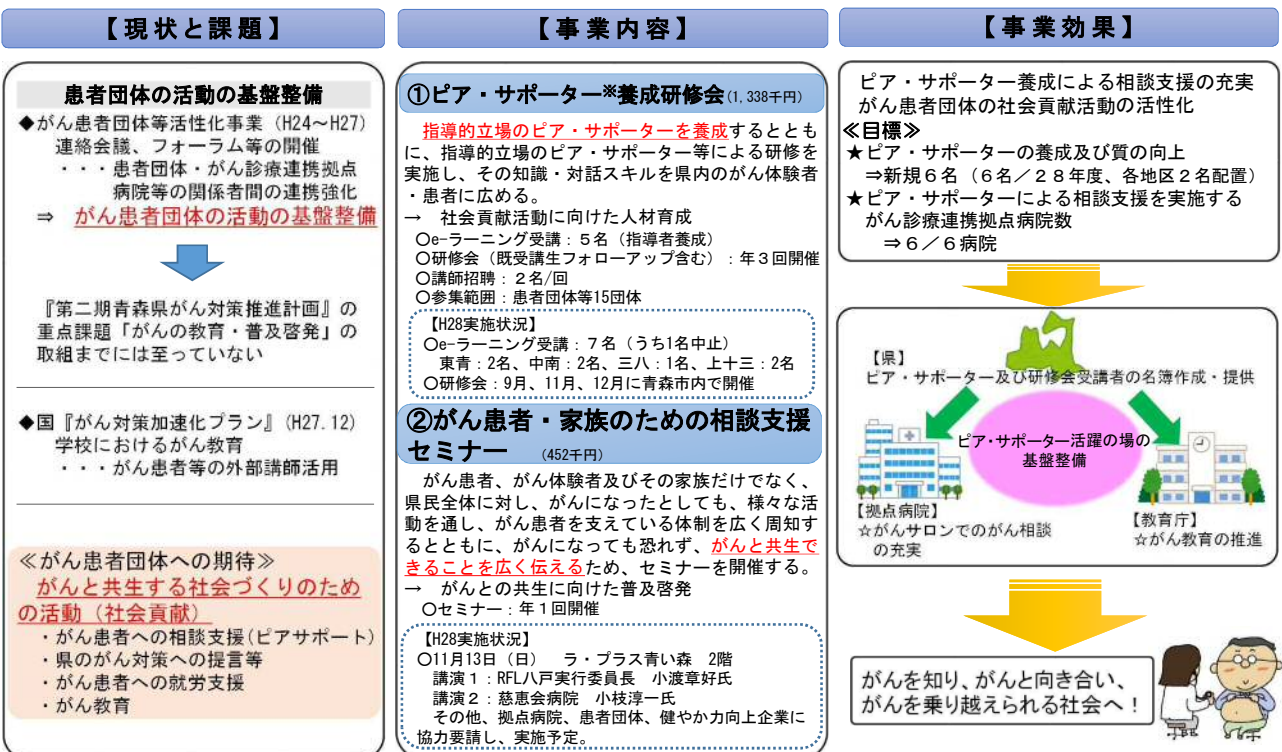 【現状と課題】
患者団体の活動の基盤整備
◆がん患者団体等活性化事業（H24～H27）
連絡会議、フォーラム等の開催
・・・患者団体・がん診療連携拠点
病院等の関係者間の連携強化
⇒ がん患者団体の活動の基盤整備
『第二期青森県がん対策推進計画』の
重点課題「がんの教育・普及啓発」の
取組までには至っていない
◆国『がん対策加速化プラン』(H27.12)
学校におけるがん教育
・・・がん患者等の外部講師活用
≪がん患者団体への期待≫
がんと共生する社会づくりのため
の活動（社会貢献）
・がん患者への相談支援(ピアサポート)
・県のがん対策への提言等
・がん患者への就労支援
・がん教育
【事業内容】
①ピア・サポーター※養成研修会(1,338千円)
指導的立場のピア・サポーターを養成するととも
に、指導的立場のピア・サポーター等による研修を
実施し、その知識・対話スキルを県内のがん体験者
・患者に広める。
→ 社会貢献活動に向けた人材育成
○e-ラーニング受講：５名（指導者養成）
○研修会（既受講生フォローアップ含む）：年３回開催
○講師招聘：２名/回
○参集範囲：患者団体等15団体
【H28実施状況】
○e-ラーニング受講：７名（うち1名中止）
東青：2名、中南：2名、三八：1名、上十三：2名
○研修会：9月、11月、12月に青森市内で開催
②がん患者・家族のための相談支援
セミナー （452千円）
がん患者、がん体験者及びその家族だけでなく、
県民全体に対し、がんになったとしても、様々な活
動を通し、がん患者を支えている体制を広く周知す
るとともに、がんになっても恐れず、がんと共生で
きることを広く伝えるため、セミナーを開催する。
→ がんとの共生に向けた普及啓発
○セミナー：年１回開催
【H28実施状況】
○11月13日（日） ラ・プラス青い森 2階
講演１：RFL八戸実行委員長 小渡章好氏
講演２：慈恵会病院 小枝淳一氏
その他、拠点病院、患者団体、健やか力向上企業に
協力要請し、実施予定。
【事業効果】
ピア・サポーター養成による相談支援の充実
がん患者団体の社会貢献活動の活性化
≪目標≫
★ピア・サポーターの養成及び質の向上
⇒新規６名（６名／２８年度、各地区２名配置）
★ピア・サポーターによる相談支援を実施する
がん診療連携拠点病院数
⇒６／６病院
【県】
ピア・サポーター及び研修会受講者の名簿作成・提供
ピア・サポーター活躍の場の
基盤整備
【拠点病院】
☆がんサロンでのがん相談
の充実
【教育庁】
☆がん教育の推進
がんを知り、がんと向き合い、
がんを乗り越えられる社会へ！